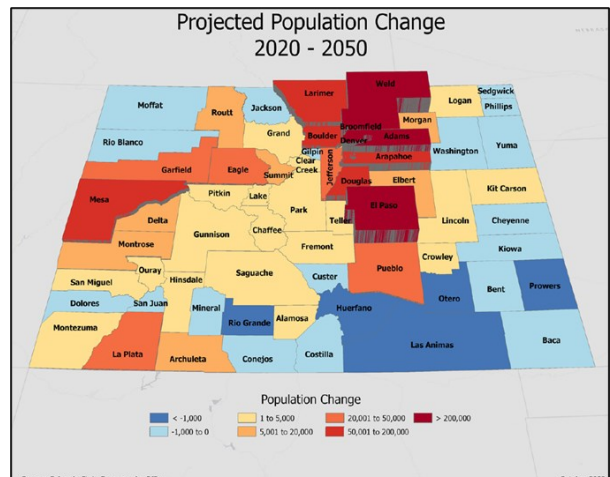 Projected Population Change
2020 - 2050
Moffat
Routt
Jackson
Larimer
Weld
Logan
Sedgwick
Phillips
Grand
Morgan
Rio Blanco
Boulder
Broomfield
Gilpin
Denver
Adams
Washington
Yuma
Clear
Creek
Arapahoe
Garfield
Eagle
Summit
Jefferson
Douglas
Elbert
Kit Carson
Mesa
Pitkin
Lake
Park
Delta
Teller
El Paso
Lincoln
Cheyenne
Gunnison
Chaffee
Montrose
Fremont
Crowley
Kiowa
Ouray
Saguache
Custer
Pueblo
San Miguel
Hinsdale
Otero
Bent
Prowers
Dolores
San Juan
Mineral
Huerfano
Rio Grande
Alamosa
Montezuma
Las Animas
La Plata
Archuleta
Conejos
Costilla
Baca
Population Change
< -1,000
1 to 5,000
20,001 to 50,000
> 200,000
-1,000 to 0
5,001 to 20,000
50,001 to 200,000